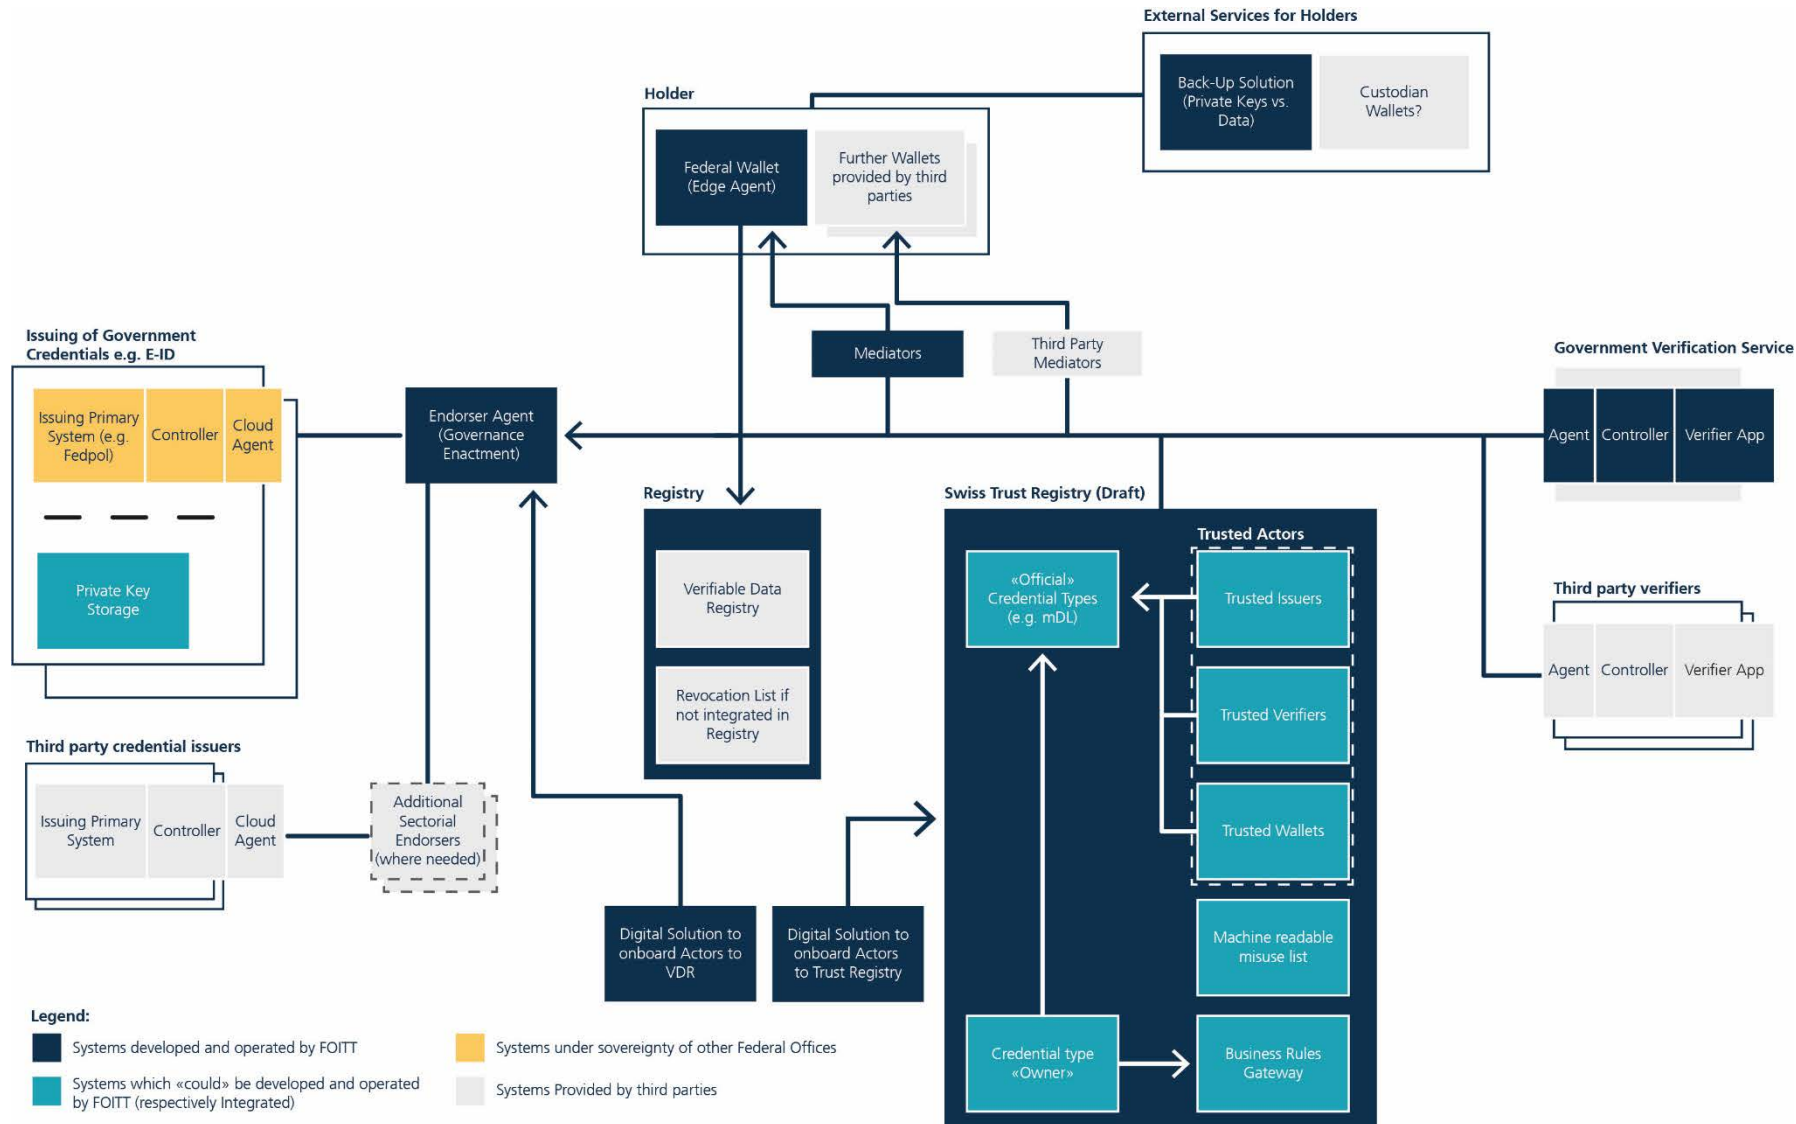 External Services for Holders
Back-Up Solution
(Private Keys vs.
Data)
Custodian
Wallets?
Holder
Federal Wallet
(Edge Agent)
Further Wallets
provided by third
parties
Mediators
Third Party
Mediators
Issuing of Government
Credentials e.g. E-ID
Issuing Primary
System (e.g.
Fedpol)
Controller
Cloud
Agent
Private Key
Storage
Endorser Agent
(Governance
Enactment)
Government Verification Service
Agent
Controller
Verifier App
Registry
Verifiable Data
Registry
Revocation List if
not integrated in
Registry
Swiss Trust Registry (Draft)
Trusted Actors
«Official»
Credential Types
(e.g. mDL)
Trusted Issuers
Trusted Verifiers
Trusted Wallets
Machine readable
misuse list
Credential type
«Owner»
Business Rules
Gateway
Third party verifiers
Agent
Controller
Verifier App
Third party credential issuers
Issuing Primary
System
Controller
Cloud
Agent
Additional
Sectorial
Endorsers
(where needed)
Digital Solution to
onboard Actors to
VDR
Digital Solution to
onboard Actors
to Trust Registry
Legend:
Systems developed and operated by FOITT
Systems which «could» be developed and operated
by FOITT (respectively Integrated)
Systems under sovereignty of other Federal Offices
Systems Provided by third parties